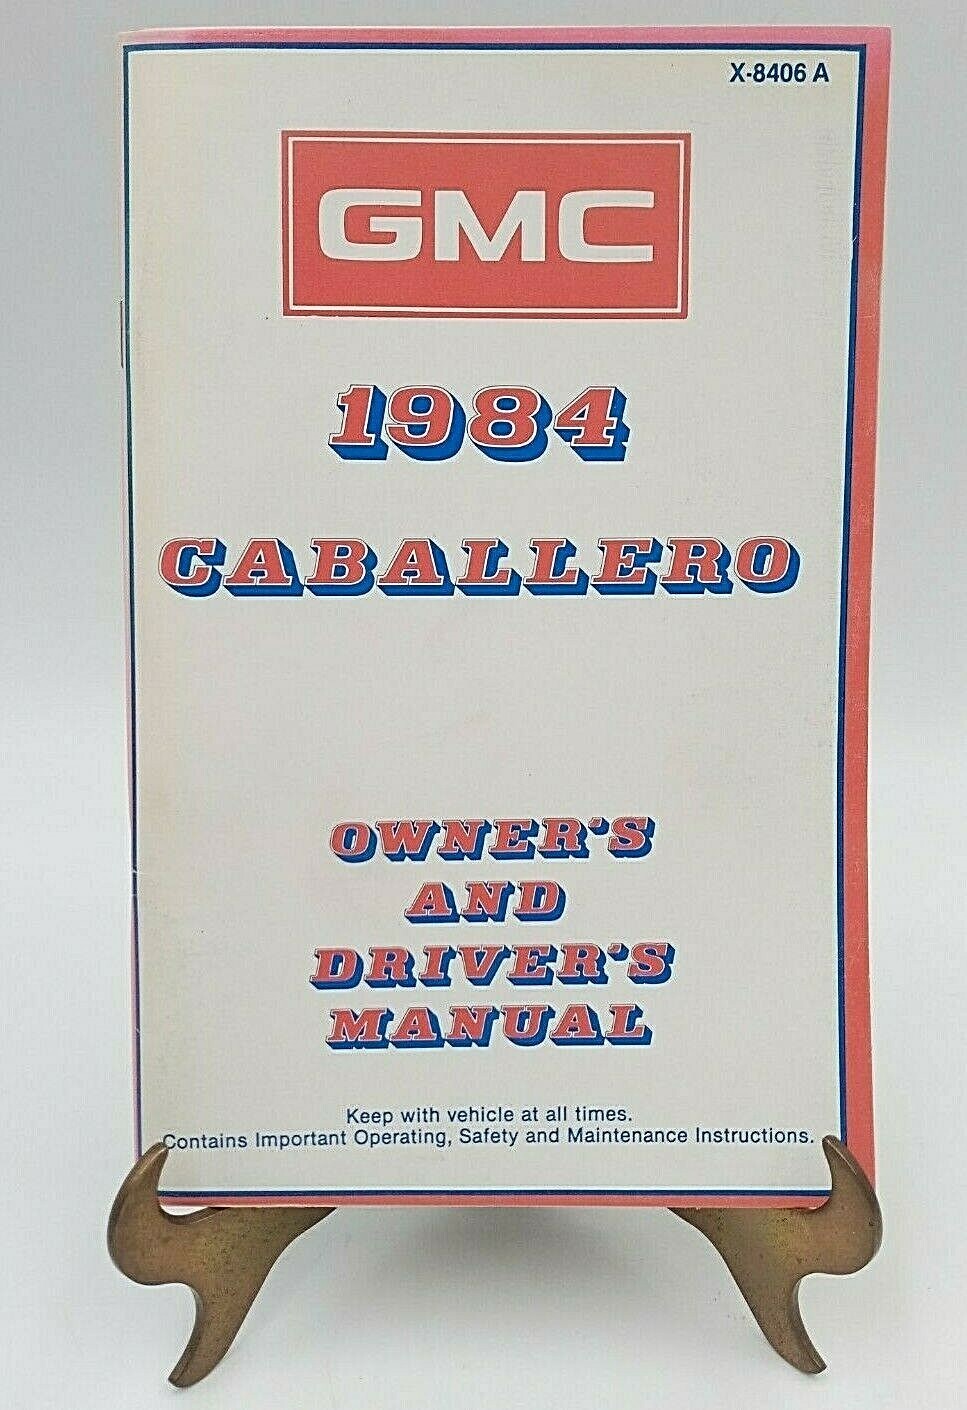 X-8406 A
GMC
1984
CABALLERO
OWNER'S
AND
DRIVER'S
MANUAL
Keep with vehicle at all times.
Contains Important Operating, Safety and Maintenance Instructions.